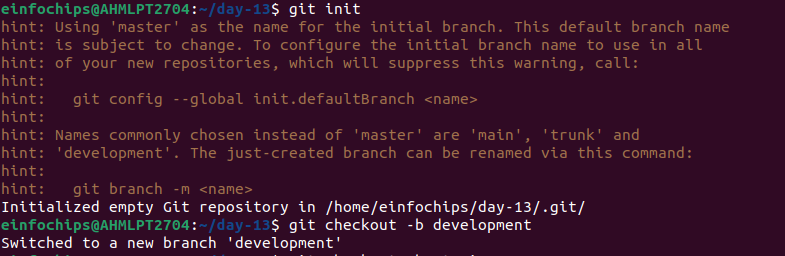 einfochips@AHMLPT2704:~/day-13$ git init
hint: Using 'master' as the name for the initial branch. This default branch name
hint: is subject to change. To configure the initial branch name to use in all
hint: of your new repositories, which will suppress this warning, call:
hint:
hint:   git config --global init.defaultBranch <name>
hint:
hint: Names commonly chosen instead of 'master' are 'main', 'trunk' and
hint: 'development'. The just-created branch can be renamed via this command:
hint:
hint:   git branch -m <name>
Initialized empty Git repository in /home/einfochips/day-13/.git/
einfochips@AHMLPT2704:~/day-13$ git checkout -b development
Switched to a new branch 'development'